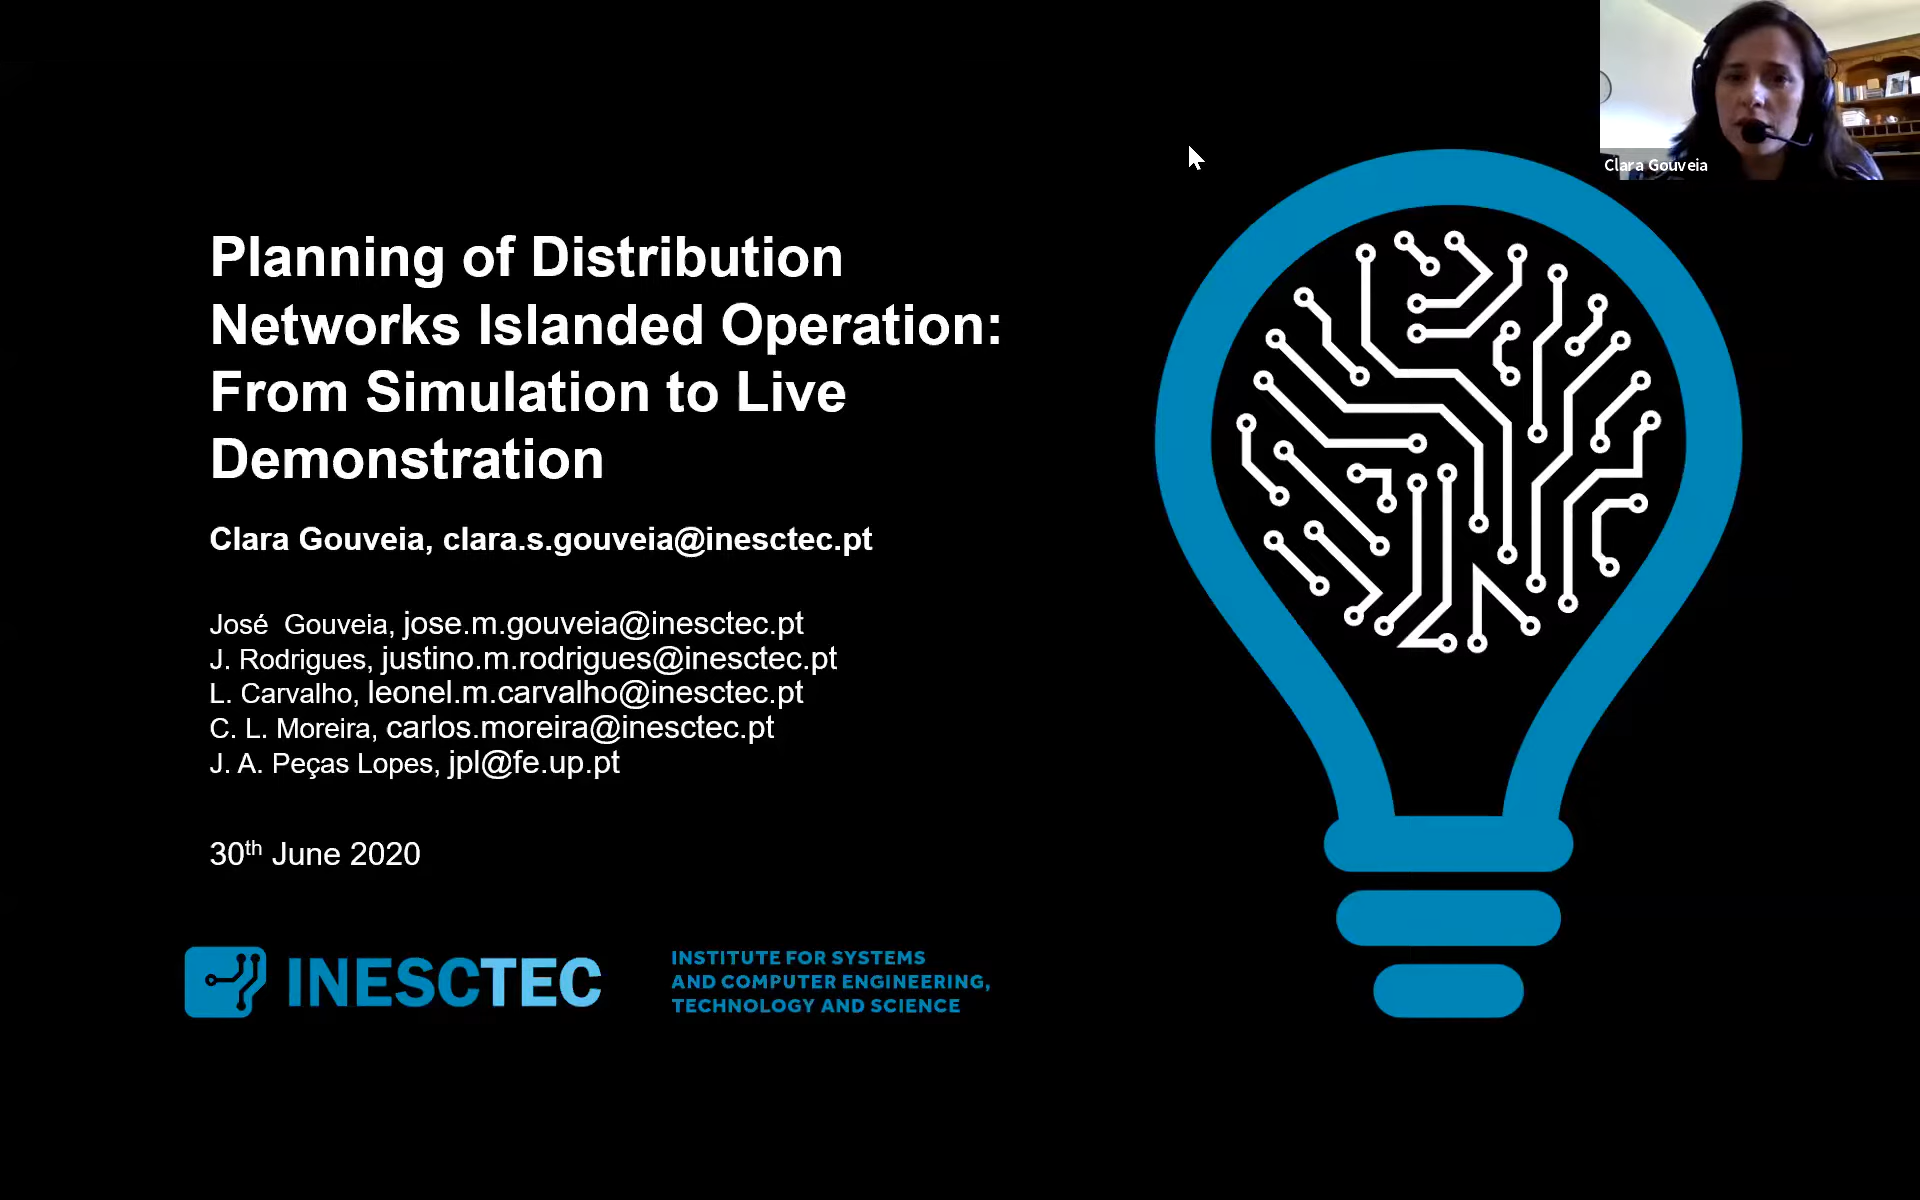 Clara Gouveia
Planning of Distribution
Networks Islanded Operation:
From Simulation to Live
Demonstration
Clara Gouveia, clara.s.gouveia@inesctec.pt
José  Gouveia, jose.m.gouveia@inesctec.pt
J. Rodrigues, justino.m.rodrigues@inesctec.pt
L. Carvalho, leonel.m.carvalho@inesctec.pt
C. L. Moreira, carlos.moreira@inesctec.pt
J. A. Peças Lopes, jpl@fe.up.pt
30th June 2020
INESCTEC
INSTITUTE FOR SYSTEMS
AND COMPUTER ENGINEERING,
TECHNOLOGY AND SCIENCE